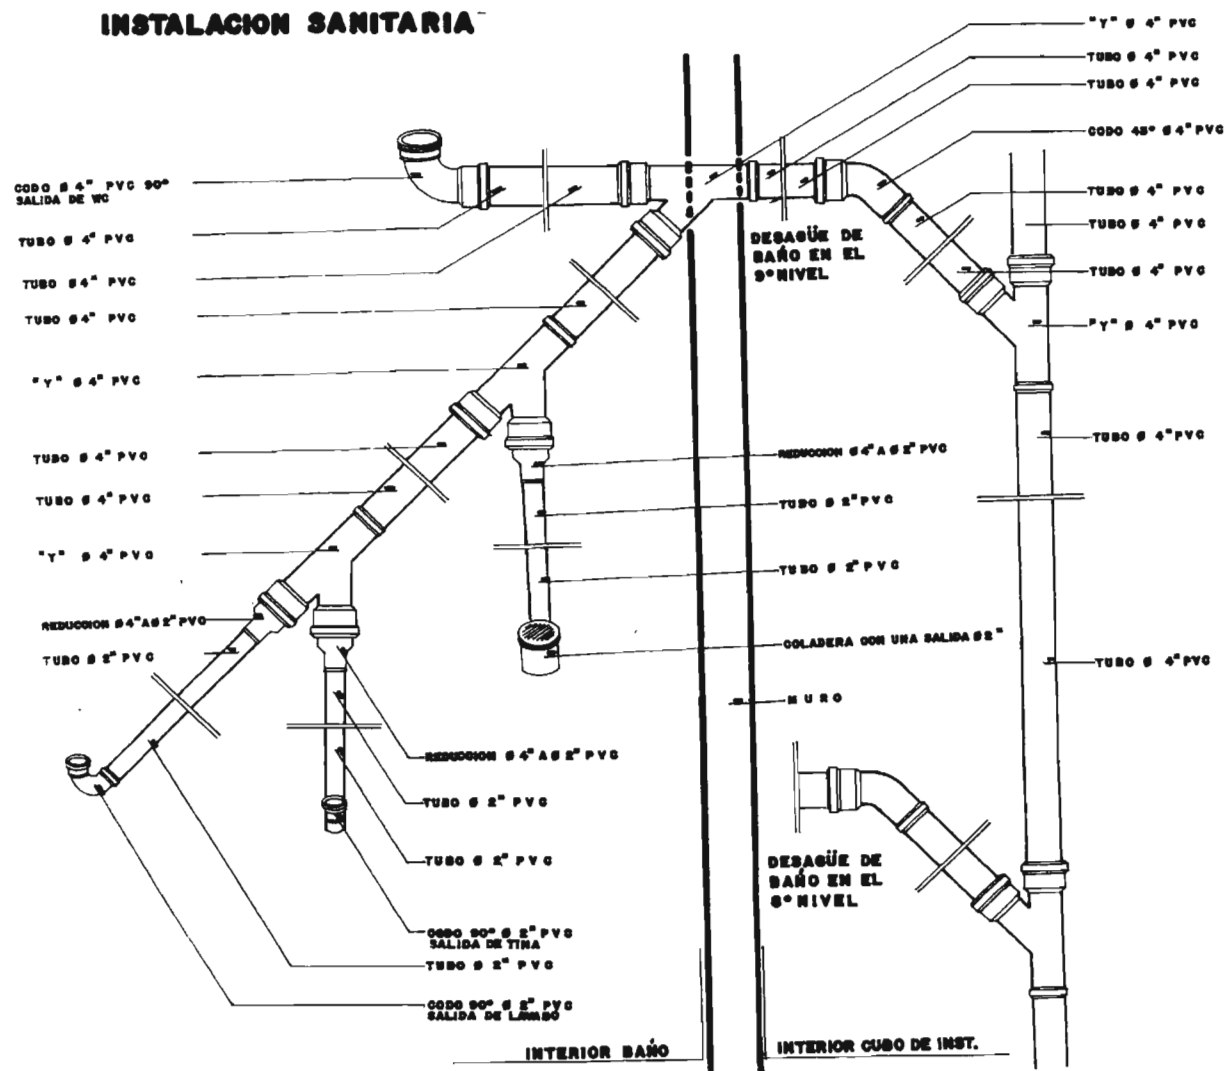 INSTALACION SANITARIA
"Y" Ø 4" PVC
TUBO Ø 4" PVC
TUBO Ø 4" PVC
CODO 45° Ø 4" PVC
TUBO Ø 4" PVC
TUBO Ø 4" PVC
TUBO Ø 4" PVC
"Y" Ø 4" PVC
TUBO Ø 4" PVC
TUBO Ø 4" PVC
CODO Ø 4" PVC 90°
SALIDA DE WC
TUBO Ø 4" PVC
TUBO Ø 4" PVC
TUBO Ø 4" PVC
"Y" Ø 4" PVC
TUBO Ø 4" PVC
TUBO Ø 4" PVC
"Y" Ø 4" PVC
REDUCCION Ø 4" A Ø 2" PVC
TUBO Ø 2" PVC
DESAGÜE DE
BAÑO EN EL
9° NIVEL
REDUCCION Ø 4" A Ø 2" PVC
TUBO Ø 2" PVC
TUBO Ø 2" PVC
COLADERA CON UNA SALIDA Ø 2"
MURO
REDUCCION Ø 4" A Ø 2" PVC
TUBO Ø 2" PVC
TUBO Ø 2" PVC
CODO 90° Ø 2" PVC
SALIDA DE TINA
TUBO Ø 2" PVC
CODO 90° Ø 2" PVC
SALIDA DE LAVABO
DESAGÜE DE
BAÑO EN EL
8° NIVEL
INTERIOR BAÑO
INTERIOR CUBO DE INST.